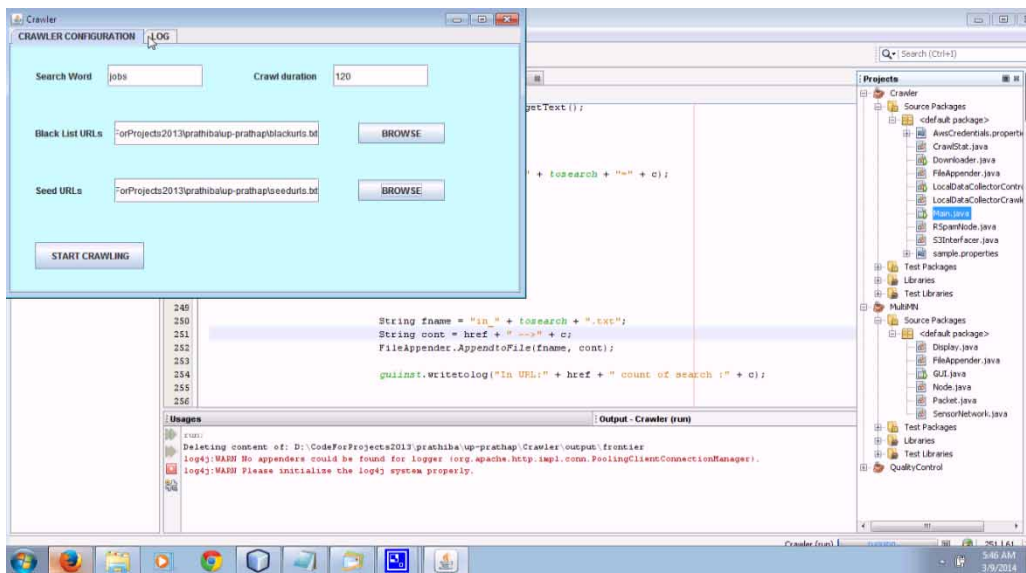 Crawler
CRAWLER CONFIGURATION
LOG
Search Word
jobs
Crawl duration
120
Black List URLs
ForProjects2013\prathiba\up-prathap\blackurls.txt
BROWSE
Seed URLs
ForProjects2013\prathiba\up-prathap\seedurls.txt
BROWSE
START CRAWLING
Search (Ctrl+I)
getText();
" + tosearch + "=" + c);
249
250 String fname = "in_" + tosearch + ".txt";
251 String cont = href + " -->" + c;
252 FileAppender.AppendtoFile(fname, cont);
253
254 guiinst.writetolog("In URL:" + href + " count of search :" + c);
255
256
Usages
Output - Crawler (run)
run:
Deleting content of: D:\CodeForProjects2013\prathiba\up-prathap\Crawler\output\frontier
log4j:WARN No appenders could be found for logger (org.apache.http.impl.conn.PoolingClientConnectionManager).
log4j:WARN Please initialize the log4j system properly.
Projects
Crawler
Source Packages
<default package>
AwsCredentials.properti
CrawlStat.java
Downloader.java
FileAppender.java
LocalDataCollectorContro
LocalDataCollectorCrawle
Main.java
RSpamNode.java
S3Interfacer.java
sample.properties
Test Packages
Libraries
Test Libraries
MultiMN
Source Packages
<default package>
Display.java
FileAppender.java
GUI.java
Node.java
Packet.java
SensorNetwork.java
Test Packages
Libraries
Test Libraries
QualityControl
Crawler (run)
running...
251 | 61
5:46 AM
3/9/2014